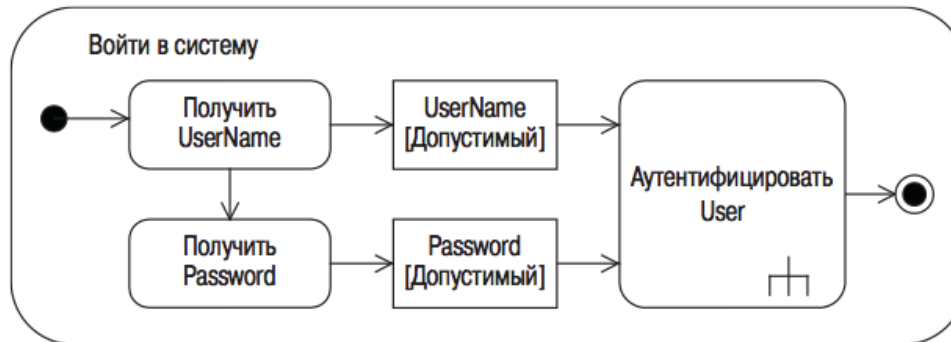 Войти в систему
Получить
UserName
UserName
[Допустимый]
Аутентифицировать
User
Получить
Password
Password
[Допустимый]